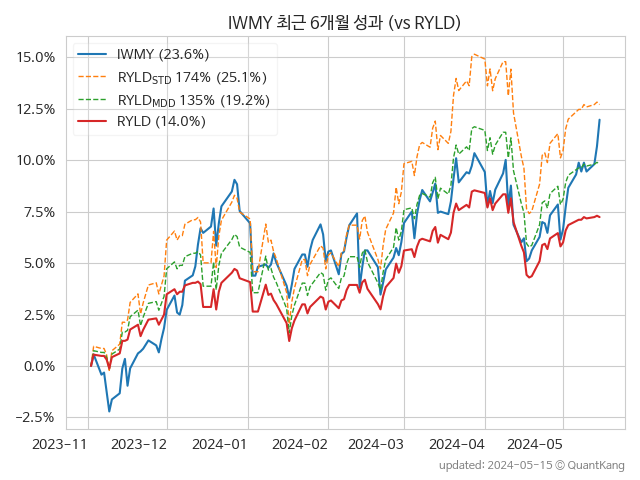 IWMY 최근 6개월 성과 (vs RYLD)
IWMY (23.6%)
RYLD_STD 174% (25.1%)
RYLD_MDD 135% (19.2%)
RYLD (14.0%)
15.0%
12.5%
10.0%
7.5%
5.0%
2.5%
0.0%
−2.5%
2023-11 2023-12 2024-01 2024-02 2024-03 2024-04 2024-05
updated: 2024-05-15 © QuantKang